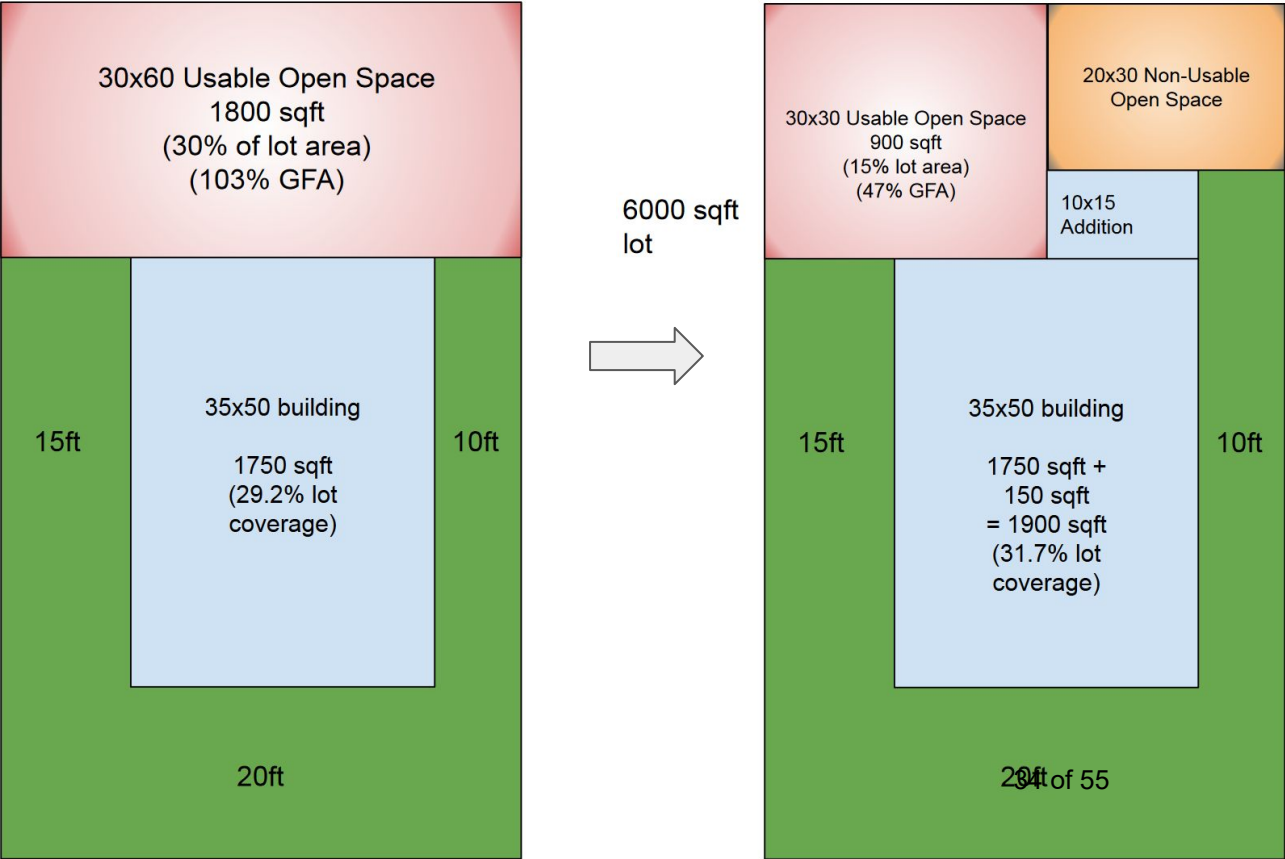 30x60 Usable Open Space
1800 sqft
(30% of lot area)
(103% GFA)
15ft
35x50 building
1750 sqft
(29.2% lot
coverage)
10ft
20ft
6000 sqft
lot
30x30 Usable Open Space
900 sqft
(15% lot area)
(47% GFA)
20x30 Non-Usable
Open Space
10x15
Addition
15ft
35x50 building
1750 sqft +
150 sqft
= 1900 sqft
(31.7% lot
coverage)
10ft
20ft
34 of 55